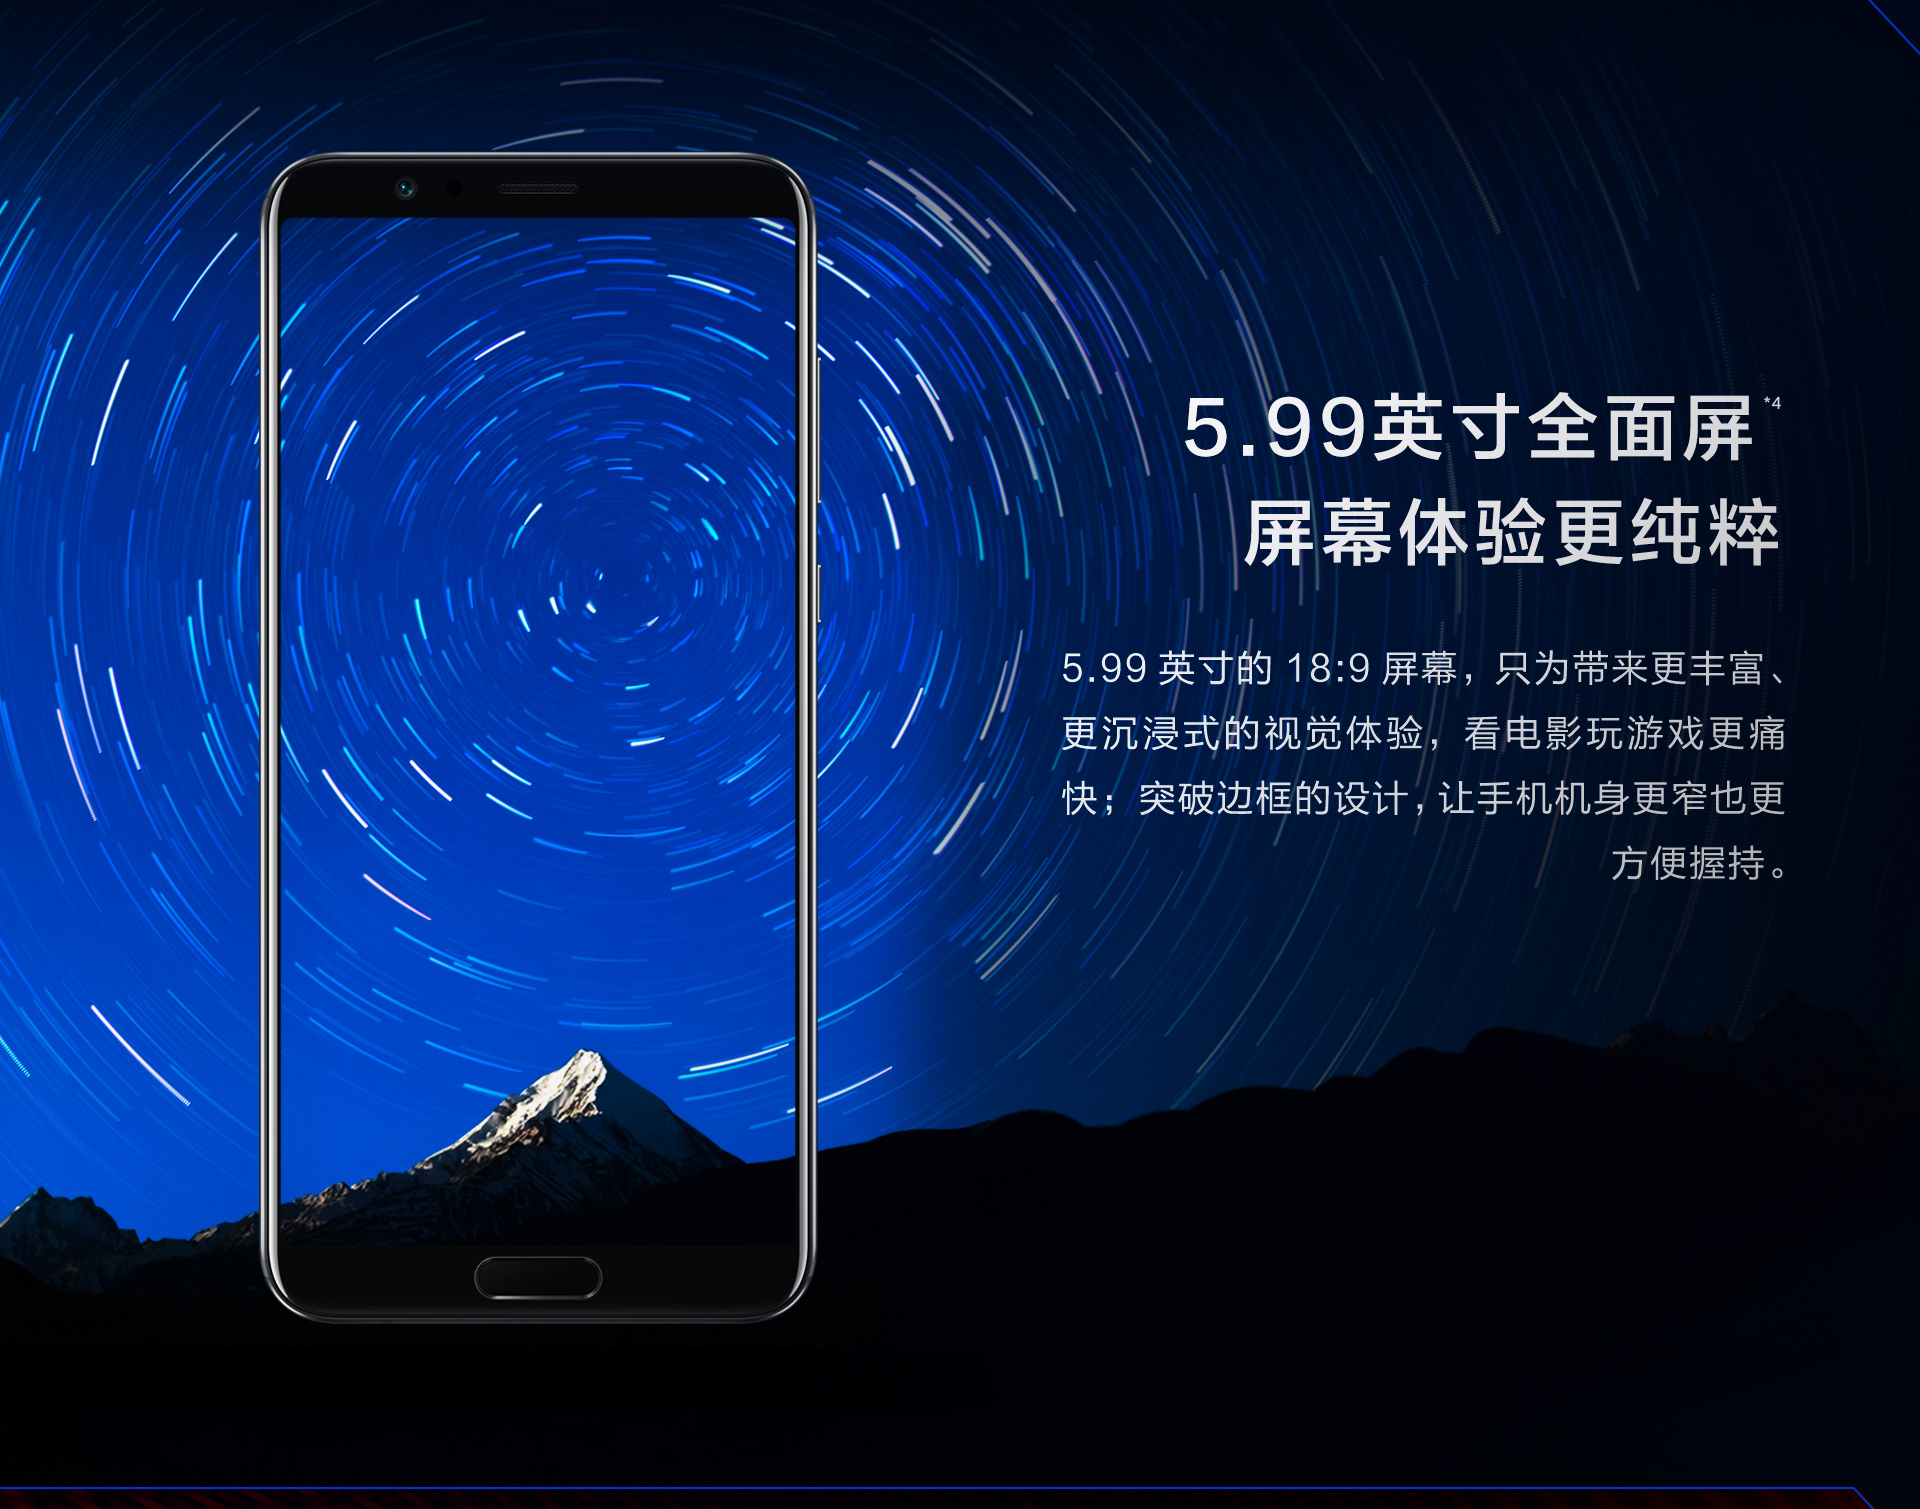 5.99英寸全面屏*4
屏幕体验更纯粹
5.99 英寸的 18:9 屏幕，只为带来更丰富、
更沉浸式的视觉体验，看电影玩游戏更痛
快；突破边框的设计，让手机机身更窄也更
方便握持。